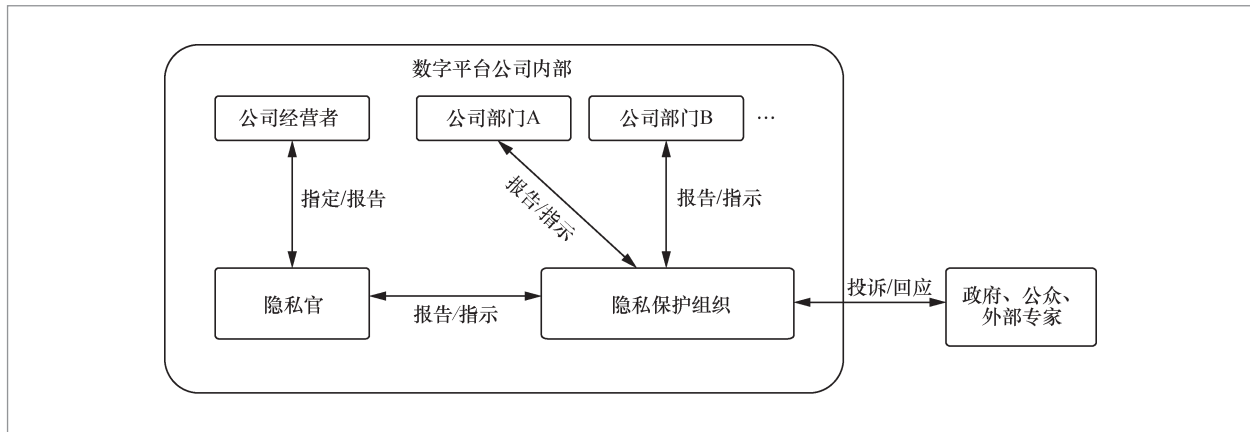 数字平台公司内部
公司经营者
公司部门A
公司部门B
…
指定/报告
报告/指示
报告/指示
隐私官
报告/指示
隐私保护组织
投诉/回应
政府、公众、
外部专家